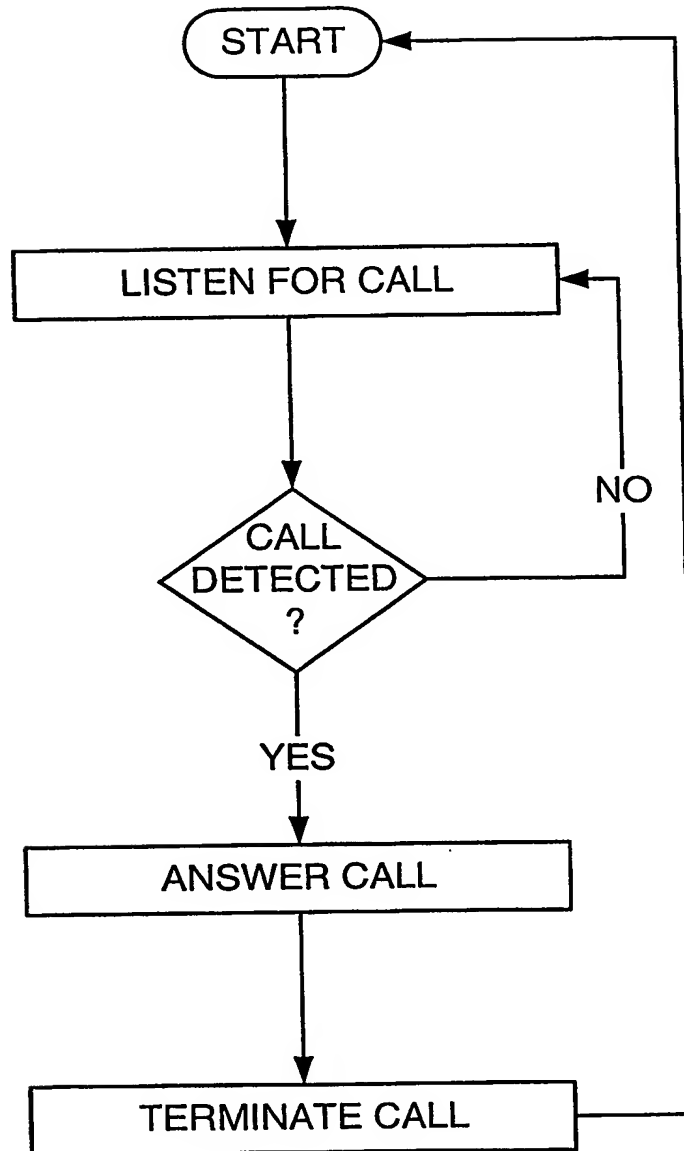 START
LISTEN FOR CALL
CALL
DETECTED
?
NO
YES
ANSWER CALL
TERMINATE CALL